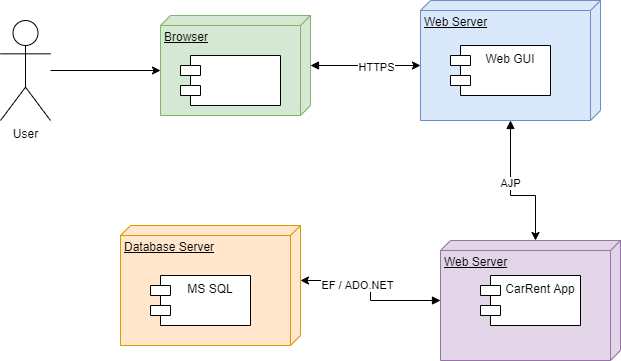 Browser
Web Server
HTTPS
Web GUI
User
AJP
Database Server
Web Server
MS SQL
EF / ADO.NET
CarRent App